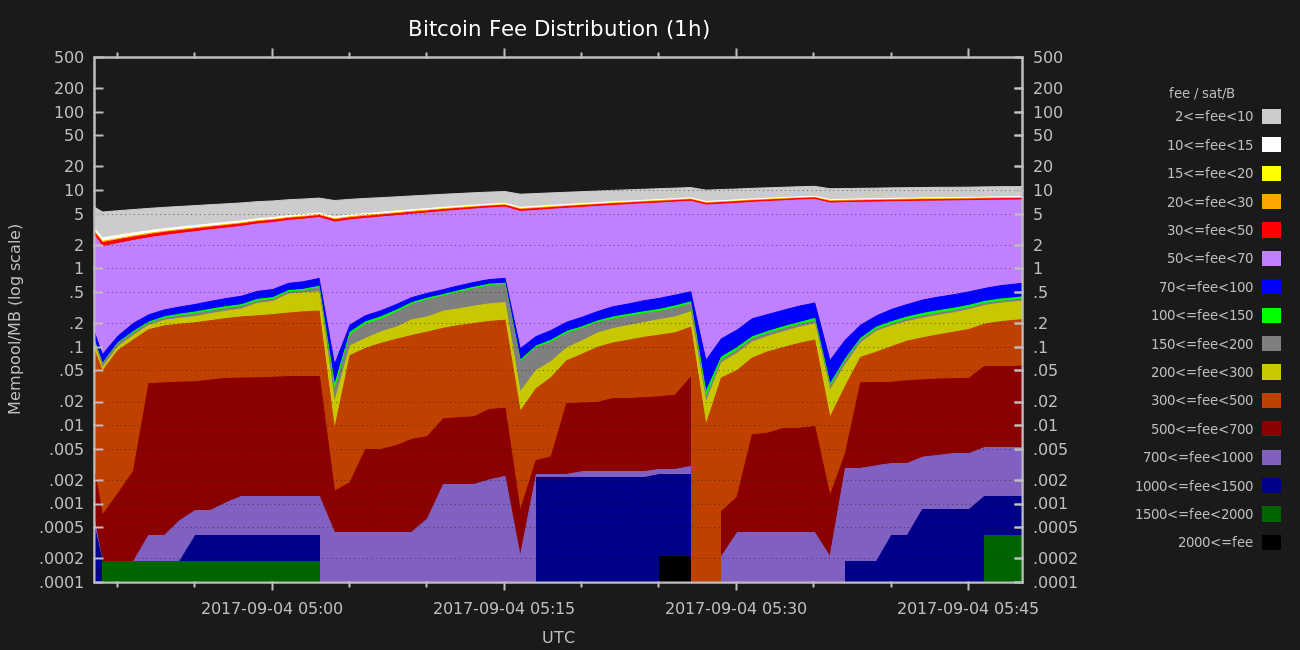 Bitcoin Fee Distribution (1h)
Mempool/MB (log scale)
500
200
100
50
20
10
5
2
1
.5
.2
.1
.05
.02
.01
.005
.002
.001
.0005
.0002
.0001
500
200
100
50
20
10
5
2
1
.5
.2
.1
.05
.02
.01
.005
.002
.001
.0005
.0002
.0001
fee / sat/B
2<=fee<10
10<=fee<15
15<=fee<20
20<=fee<30
30<=fee<50
50<=fee<70
70<=fee<100
100<=fee<150
150<=fee<200
200<=fee<300
300<=fee<500
500<=fee<700
700<=fee<1000
1000<=fee<1500
1500<=fee<2000
2000<=fee
2017-09-04 05:00 2017-09-04 05:15 2017-09-04 05:30 2017-09-04 05:45
UTC